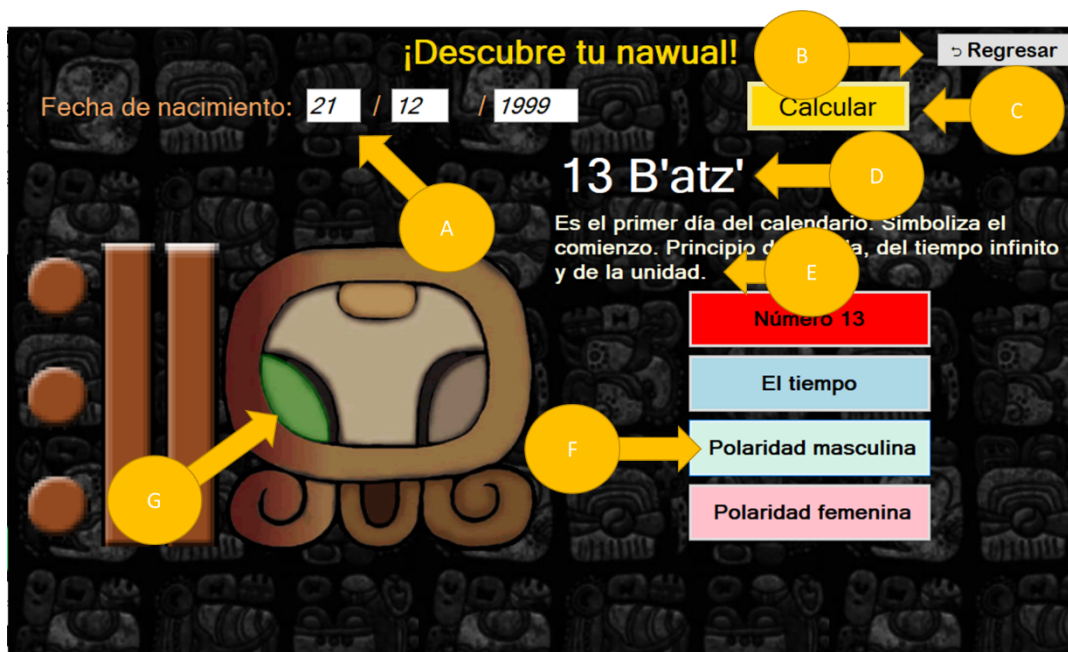 ¡Descubre tu nawual!
B
Regresar
Fecha de nacimiento: 21 / 12 / 1999
Calcular
C
13 B'atz'
D
A
Es el primer día del calendario. Simboliza el
comienzo. Principio de, del tiempo infinito
y de la unidad.
E
Número 13
El tiempo
F
Polaridad masculina
G
Polaridad femenina